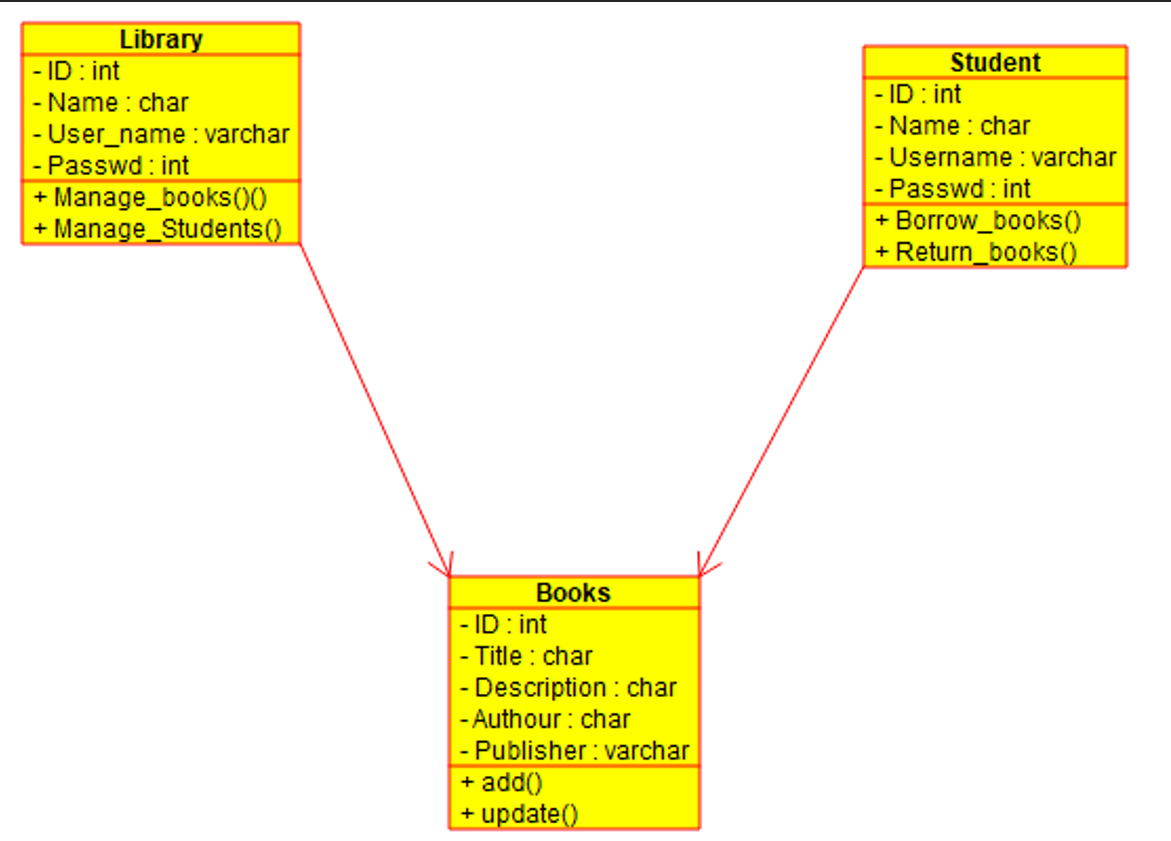 Library
- ID : int
- Name : char
- User_name : varchar
- Passwd : int
+ Manage_books()()
+ Manage_Students()
Student
- ID : int
- Name : char
- Username : varchar
- Passwd : int
+ Borrow_books()
+ Return_books()
Books
- ID : int
- Title : char
- Description : char
- Authour : char
- Publisher : varchar
+ add()
+ update()